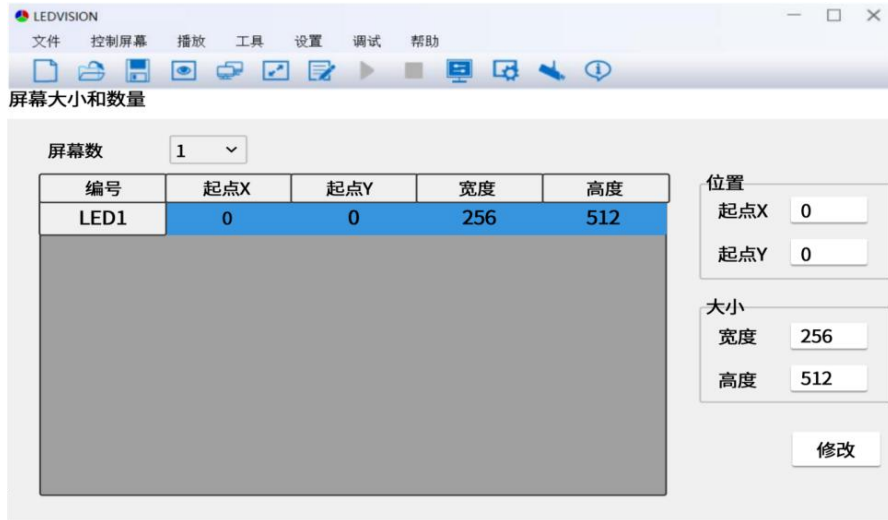 LEDVISION
文件 控制屏幕 播放 工具 设置 调试 帮助
屏幕大小和数量
屏幕数 1
编号 起点X 起点Y 宽度 高度
LED1 0 0 256 512
位置
起点X 0
起点Y 0
大小
宽度 256
高度 512
修改